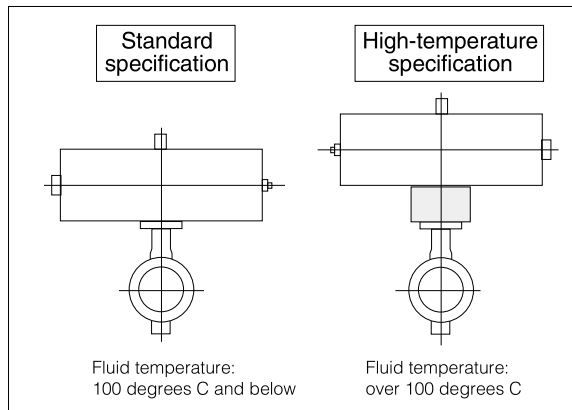 Standard
specification
High-temperature
specification
Fluid temperature:
100 degrees C and below
Fluid temperature:
over 100 degrees C